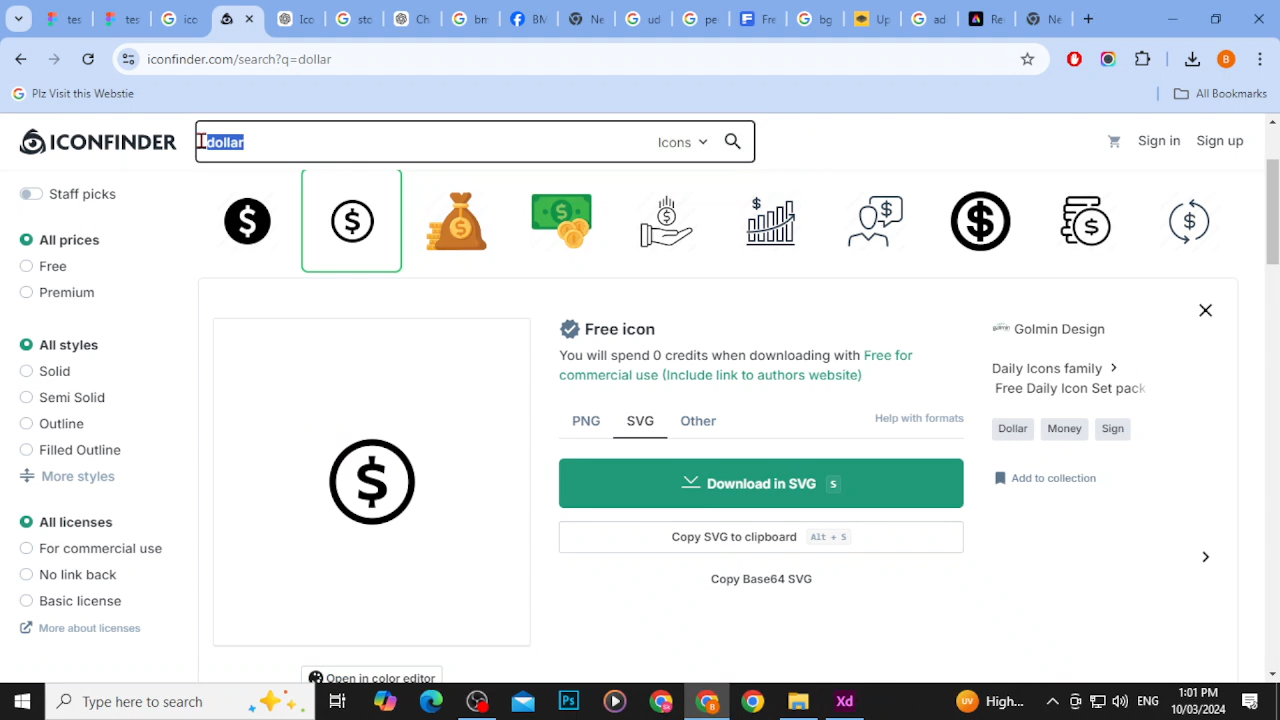 tes
tes
ico
Ico
sto
Ch
bm
BM
Ne
ud
pe
Fre
bg
Up
ad
Re
Ne
iconfinder.com/search?q=dollar
B
Plz Visit this Webstie
All Bookmarks
ICONFINDER
dollar
Icons
Sign in
Sign up
Staff picks
All prices
Free
Premium
All styles
Solid
Semi Solid
Outline
Filled Outline
More styles
All licenses
For commercial use
No link back
Basic license
More about licenses
Free icon
You will spend 0 credits when downloading with Free for
commercial use (Include link to authors website)
PNG
SVG
Other
Help with formats
Download in SVG S
Copy SVG to clipboard Alt + S
Copy Base64 SVG
Open in color editor
Golmin Design
Daily Icons family
Free Daily Icon Set pack
Dollar
Money
Sign
Add to collection
Type here to search
Ps
Xd
UV
High...
ENG
1:01 PM
10/03/2024